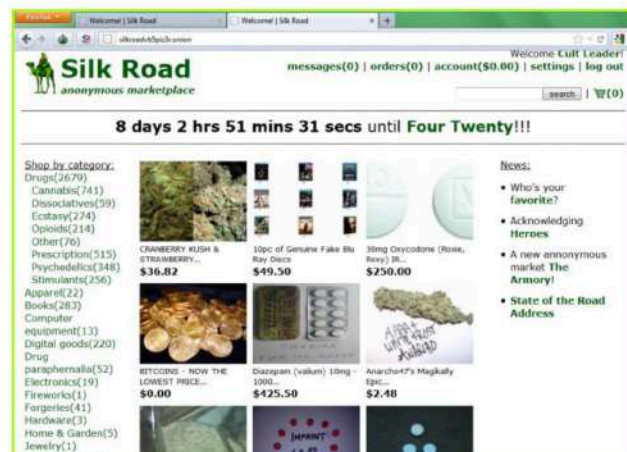 Firefox
Welcome! | Silk Road
Welcome! | Silk Road
Welcome Cult Leader!
Silk Road
anonymous marketplace
messages(0) | orders(0) | account($0.00) | settings | log out
search
(0)
8 days 2 hrs 51 mins 31 secs until Four Twenty!!!
Shop by category:
Drugs(2679)
Cannabis(741)
Dissociatives(59)
Ecstasy(274)
Opioids(214)
Other(76)
Prescription(515)
Psychedelics(348)
Stimulants(256)
Apparel(22)
Books(283)
Computer
equipment(13)
Digital goods(220)
Drug
paraphernalia(52)
Electronics(19)
Fireworks(1)
Forgeries(41)
Hardware(3)
Home & Garden(5)
Jewelry(1)
CRANBERRY KUSH &
STRAWBERRY...
$36.82
10pc of Genuine Fake Blu
Ray Discs
$49.50
30mg Oxycodone (Roxie,
Roxy) IR...
$250.00
BITCOINS - NOW THE
LOWEST PRICE...
$0.00
Diazepam (valium) 10mg -
1000...
$425.50
Anarcho47's Magikally
Epic...
$2.48
IMPRINT
News:
Who's your
favorite?
Acknowledging
Heroes
A new annonymous
market The
Armory!
State of the Road
Address